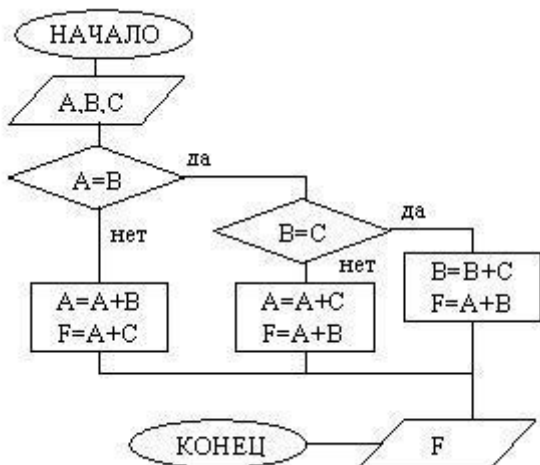 НАЧАЛО
A,B,C
A=B
да
нет
B=C
да
нет
A=A+B
F=A+C
A=A+C
F=A+B
B=B+C
F=A+B
КОНЕЦ
F